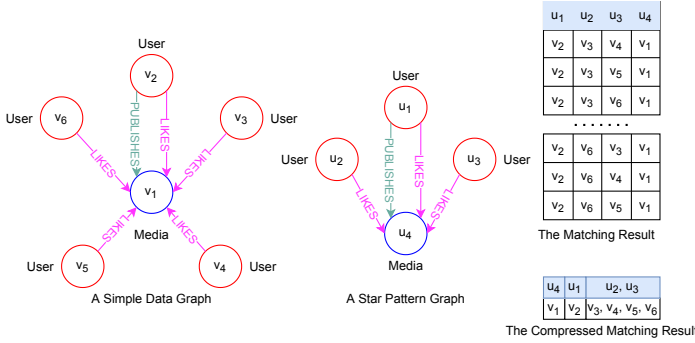 User
v2
PUBLISHES
LIKES
User
v6
LIKES
v3
User
LIKES
v1
Media
LIKES
LIKES
User
v5
v4
User
A Simple Data Graph
User
u1
PUBLISHES
LIKES
User
u2
LIKES
u3
User
LIKES
u4
Media
A Star Pattern Graph
u1 u2 u3 u4
v2 v3 v4 v1
v2 v3 v5 v1
v2 v3 v6 v1
.......
v2 v6 v3 v1
v2 v6 v4 v1
v2 v6 v5 v1
The Matching Result
u4 u1 u2, u3
v1 v2 v3, v4, v5, v6
The Compressed Matching Result